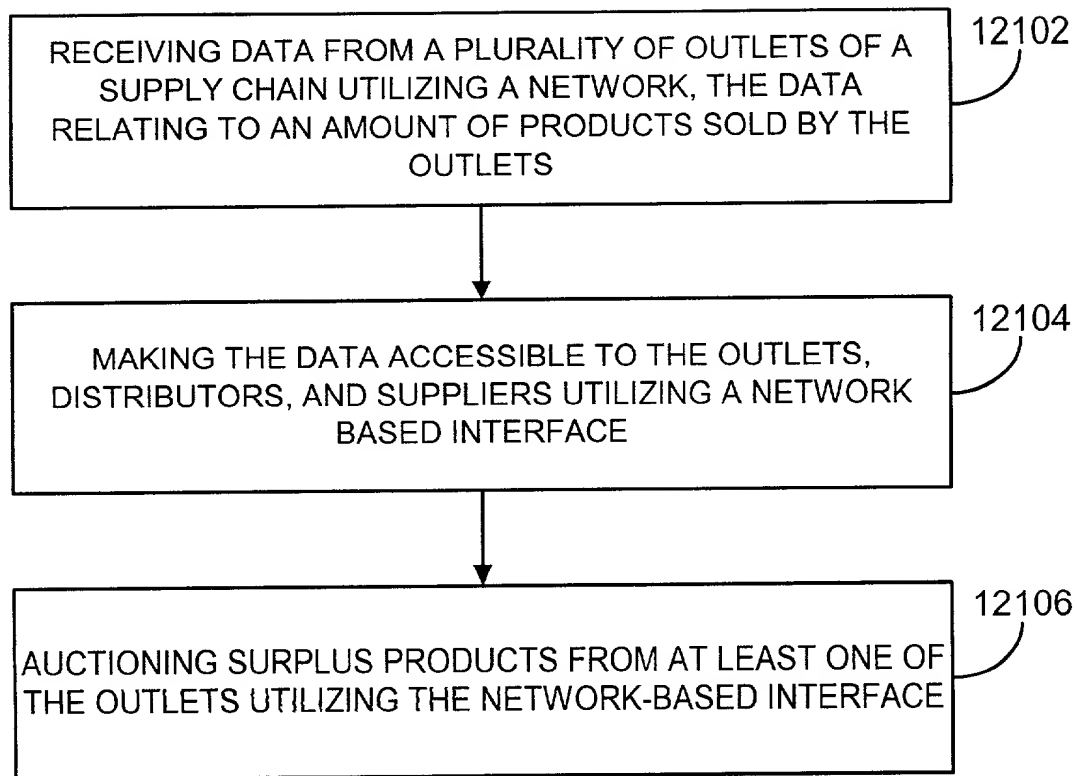 RECEIVING DATA FROM A PLURALITY OF OUTLETS OF A
SUPPLY CHAIN UTILIZING A NETWORK, THE DATA
RELATING TO AN AMOUNT OF PRODUCTS SOLD BY THE
OUTLETS
12102
MAKING THE DATA ACCESSIBLE TO THE OUTLETS,
DISTRIBUTORS, AND SUPPLIERS UTILIZING A NETWORK
BASED INTERFACE
12104
AUCTIONING SURPLUS PRODUCTS FROM AT LEAST ONE OF
THE OUTLETS UTILIZING THE NETWORK-BASED INTERFACE
12106